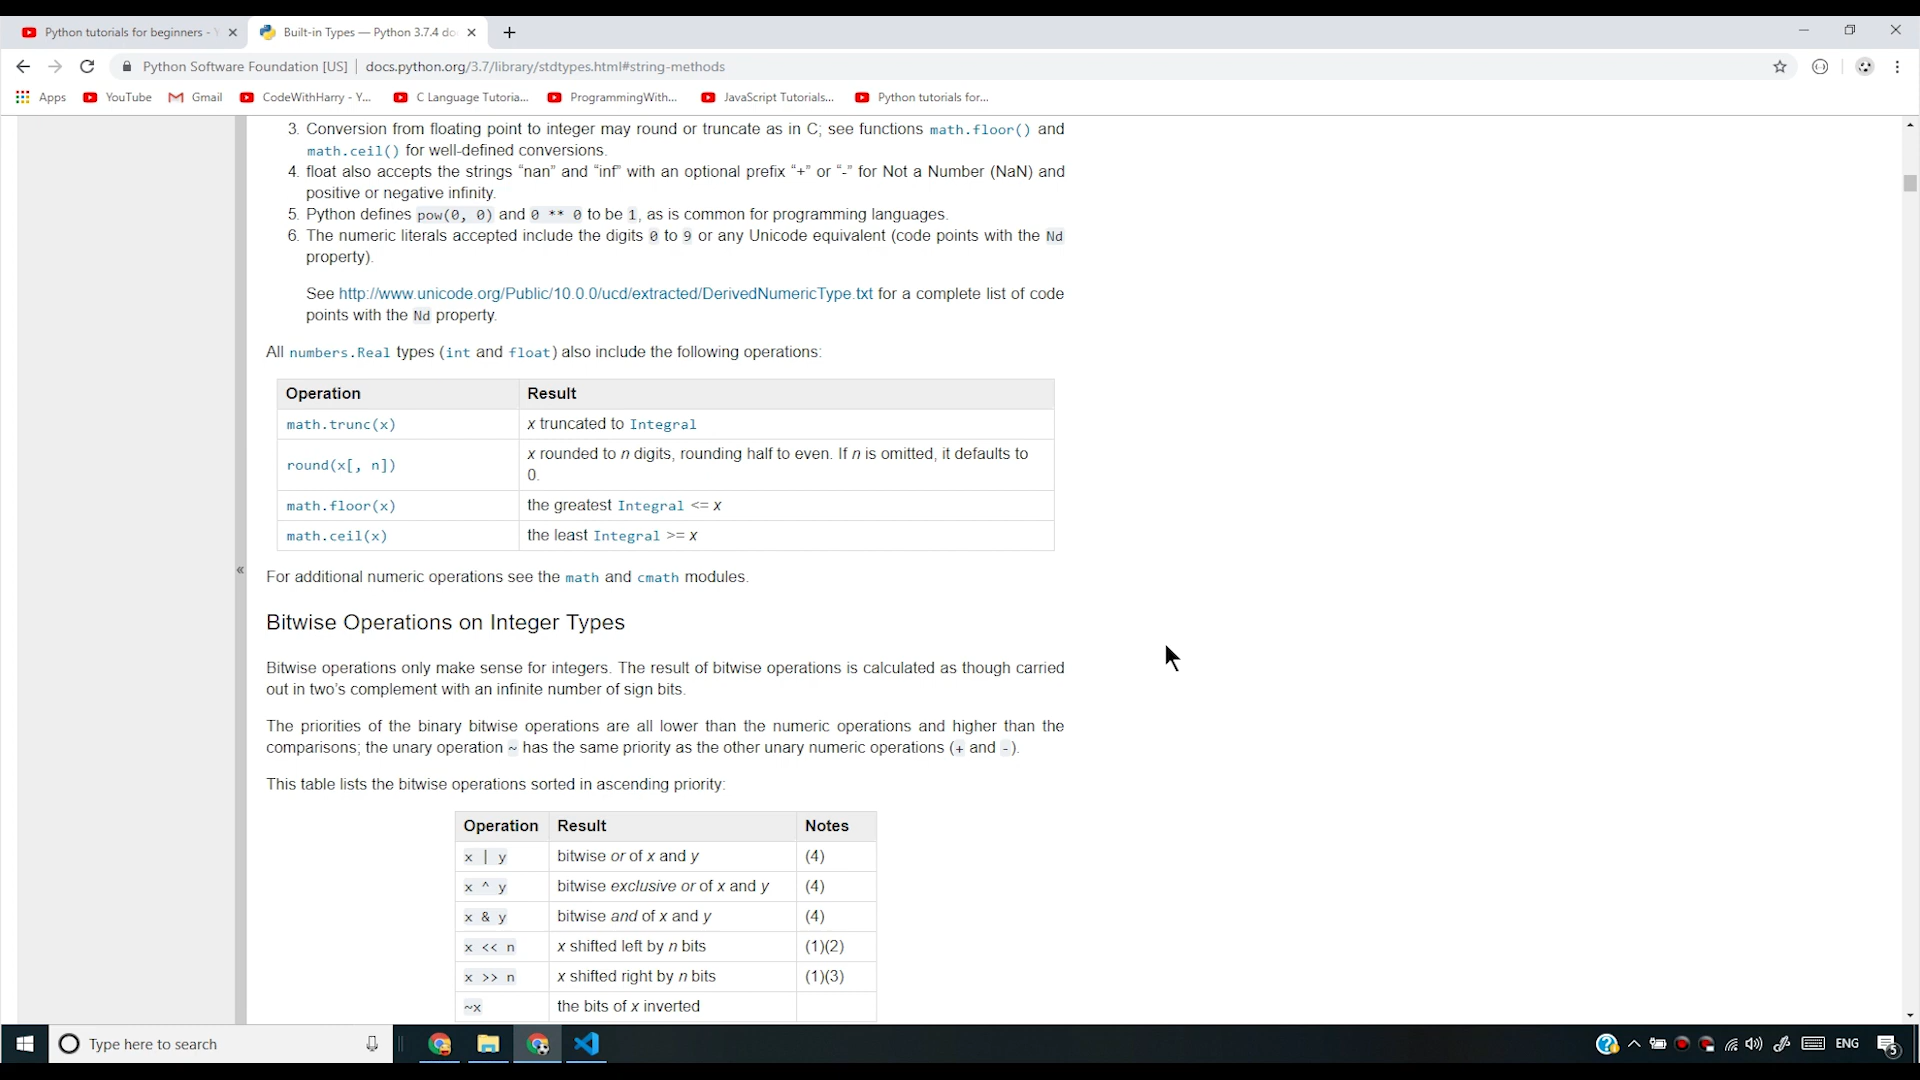 Python tutorials for beginners -
Built-in Types — Python 3.7.4 do
Python Software Foundation [US] | docs.python.org/3.7/library/stdtypes.html#string-methods
Apps YouTube Gmail CodeWithHarry - Y... C Language Tutoria... ProgrammingWith... JavaScript Tutorials... Python tutorials for...
3. Conversion from floating point to integer may round or truncate as in C; see functions math.floor() and
math.ceil() for well-defined conversions.
4. float also accepts the strings “nan” and “inf” with an optional prefix “+” or “-” for Not a Number (NaN) and
positive or negative infinity.
5. Python defines pow(0, 0) and 0 ** 0 to be 1, as is common for programming languages.
6. The numeric literals accepted include the digits 0 to 9 or any Unicode equivalent (code points with the Nd
property).
See http://www.unicode.org/Public/10.0.0/ucd/extracted/DerivedNumericType.txt for a complete list of code
points with the Nd property.
All numbers.Real types (int and float) also include the following operations:
Operation Result
math.trunc(x) x truncated to Integral
round(x[, n]) x rounded to n digits, rounding half to even. If n is omitted, it defaults to
0.
math.floor(x) the greatest Integral <= x
math.ceil(x) the least Integral >= x
«
For additional numeric operations see the math and cmath modules.
Bitwise Operations on Integer Types
Bitwise operations only make sense for integers. The result of bitwise operations is calculated as though carried
out in two’s complement with an infinite number of sign bits.
The priorities of the binary bitwise operations are all lower than the numeric operations and higher than the
comparisons; the unary operation ~ has the same priority as the other unary numeric operations (+ and -).
This table lists the bitwise operations sorted in ascending priority:
Operation Result Notes
x | y bitwise or of x and y (4)
x ^ y bitwise exclusive or of x and y (4)
x & y bitwise and of x and y (4)
x << n x shifted left by n bits (1)(2)
x >> n x shifted right by n bits (1)(3)
~x the bits of x inverted
Type here to search
ENG
5